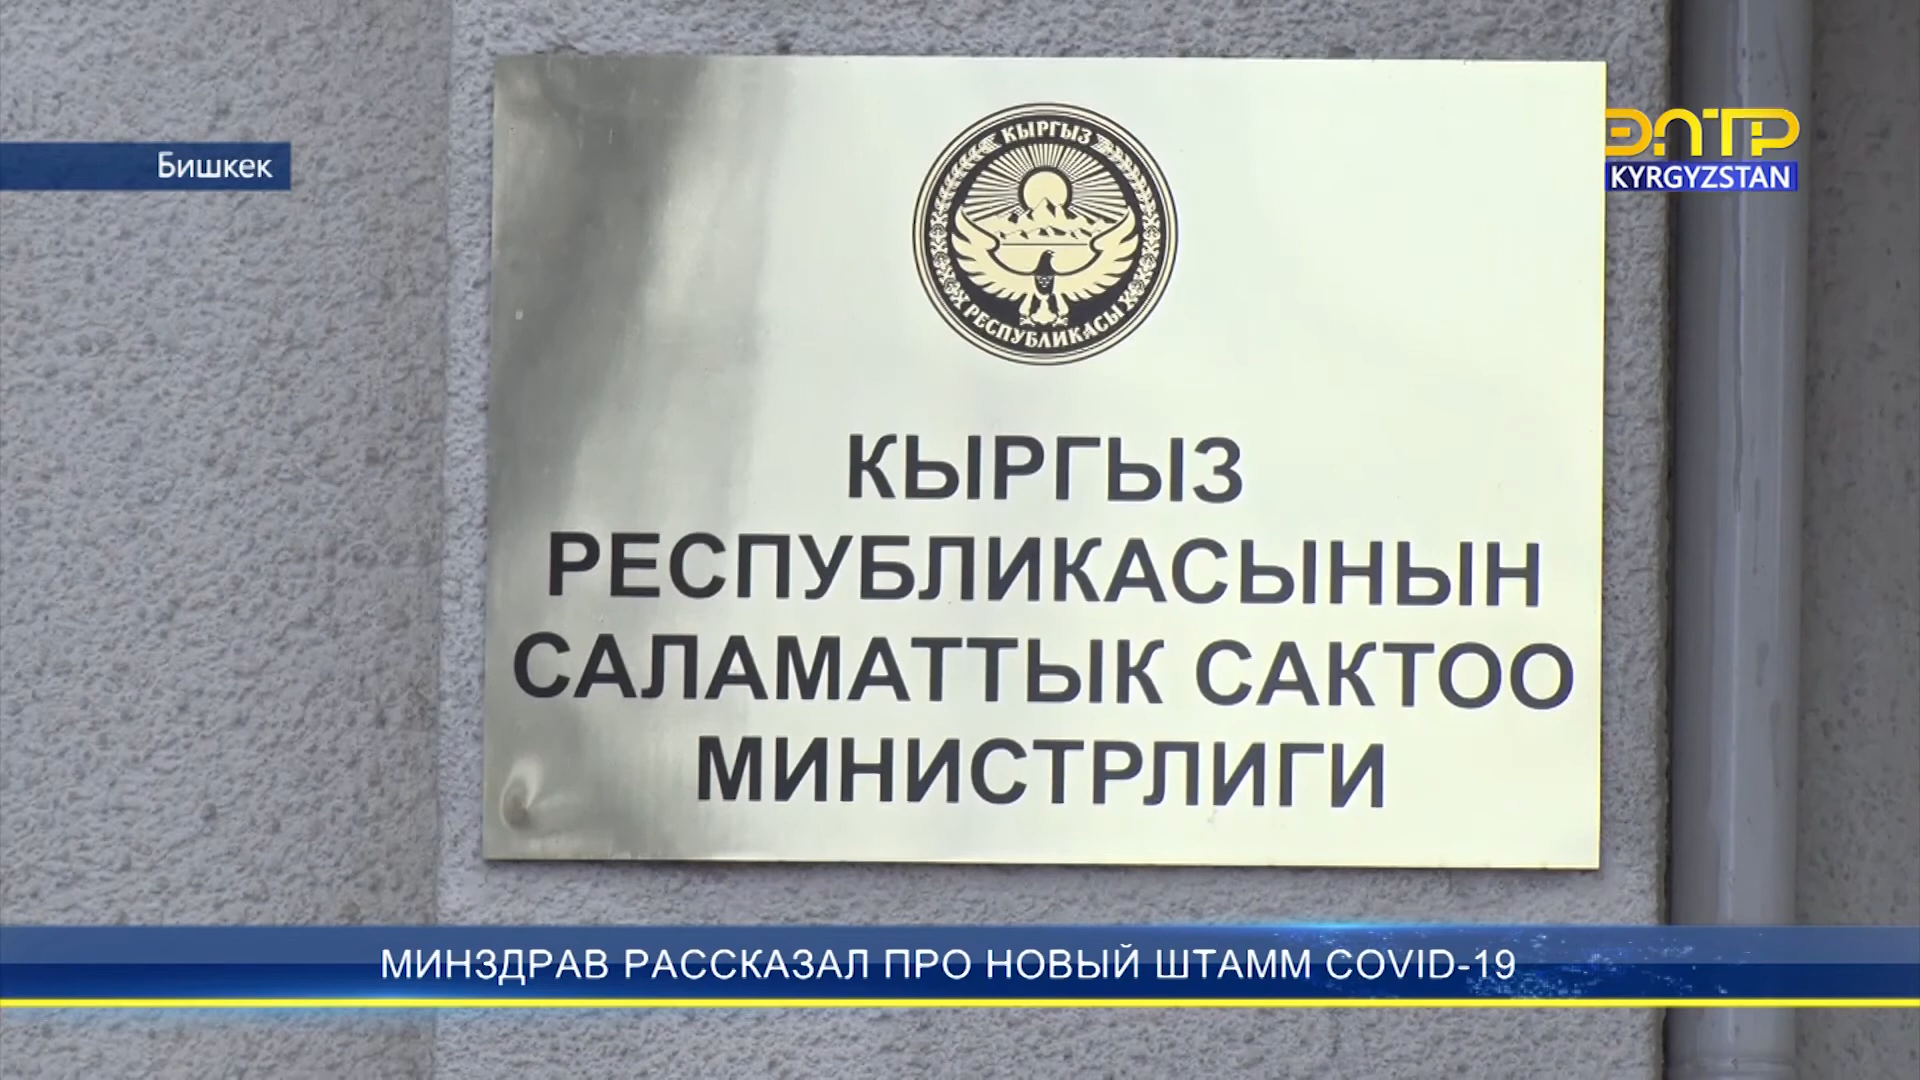 Бишкек
ЭЛТР
KYRGYZSTAN
КЫРГЫЗ
РЕСПУБЛИКАСЫ
КЫРГЫЗ
РЕСПУБЛИКАСЫНЫН
САЛАМАТТЫК САКТОО
МИНИСТРЛИГИ
МИНЗДРАВ РАССКАЗАЛ ПРО НОВЫЙ ШТАММ COVID-19